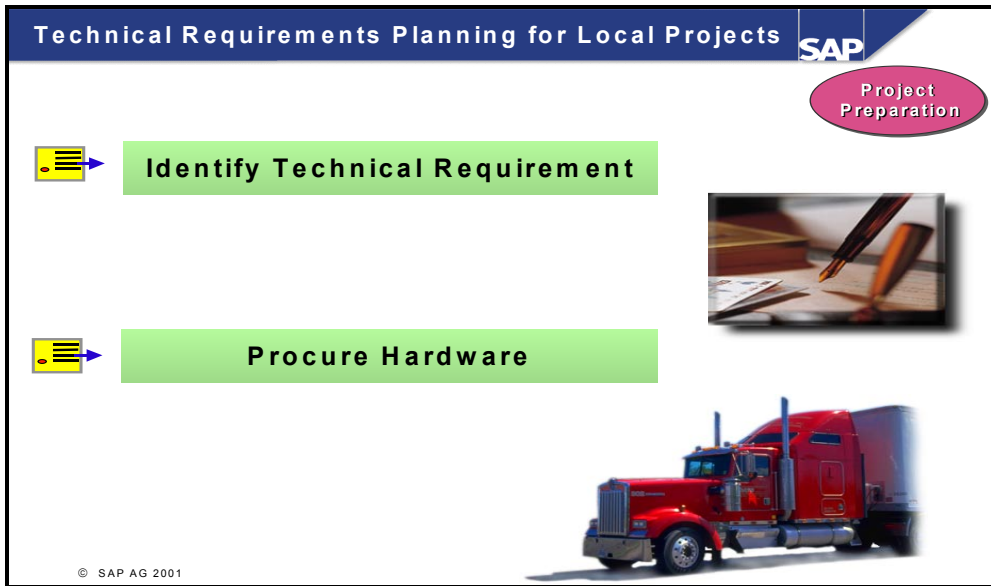 Technical Requirements Planning for Local Projects
SAP
Project
Preparation
Identify Technical Requirement
Procure Hardware
© SAP AG 2001